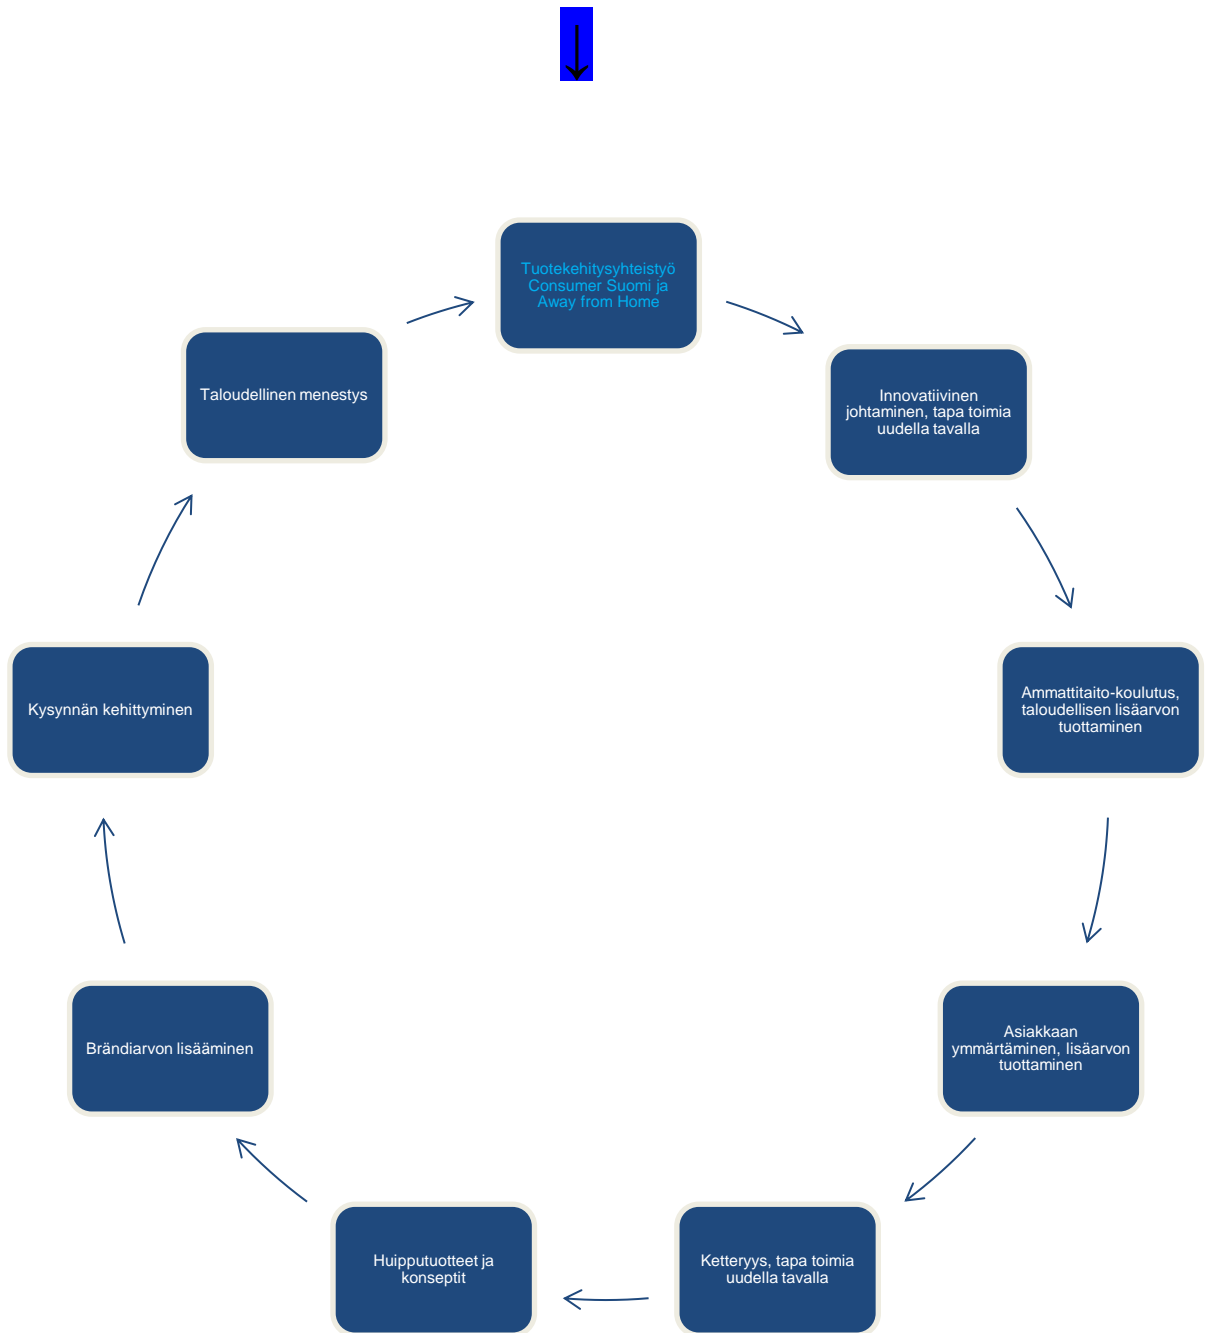 Tuotekehitysyhteistyö
Consumer Suomi ja
Away from Home
Innovatiivinen
johtaminen, tapa toimia
uudella tavalla
Ammattitaito-koulutus,
taloudellisen lisäarvon
tuottaminen
Asiakkaan
ymmärtäminen, lisäarvon
tuottaminen
Ketteryys, tapa toimia
uudella tavalla
Huipputuotteet ja
konseptit
Brändiarvon lisääminen
Kysynnän kehittyminen
Taloudellinen menestys